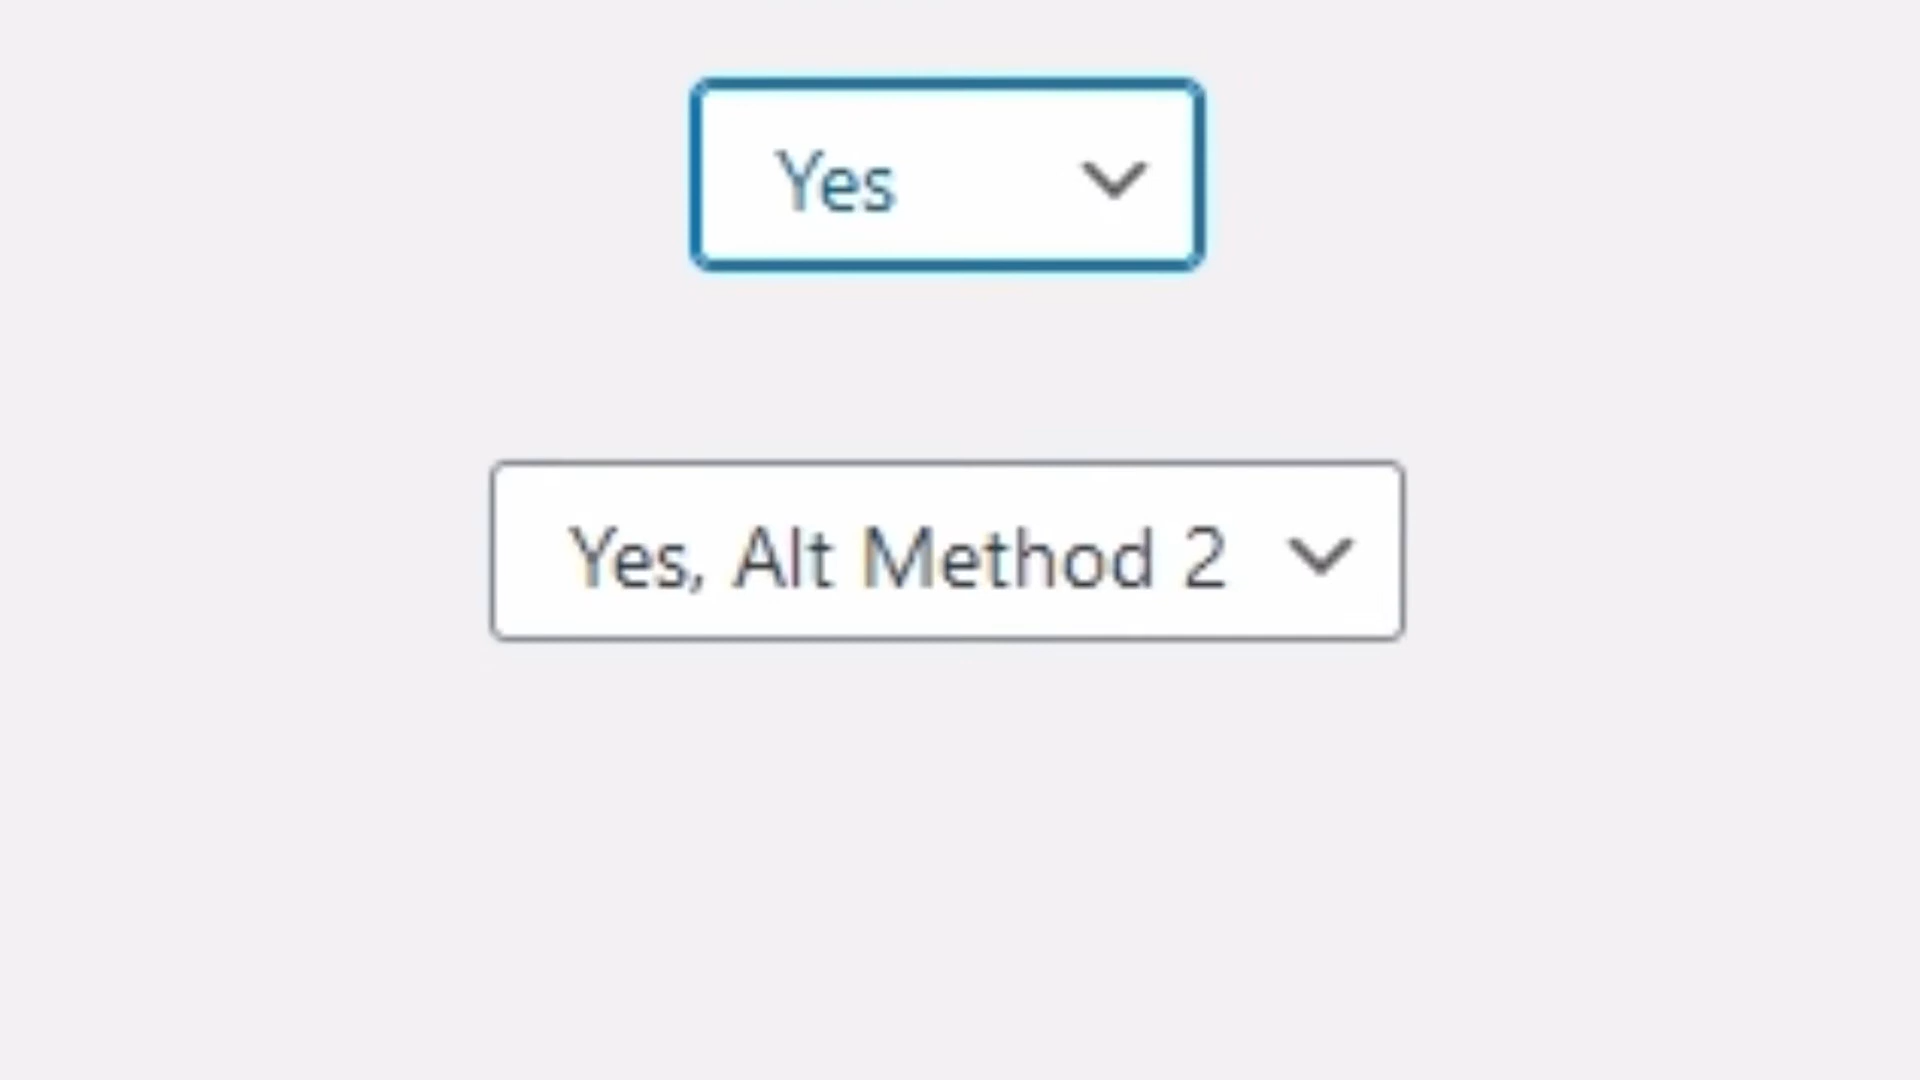 Yes
Yes, Alt Method 2